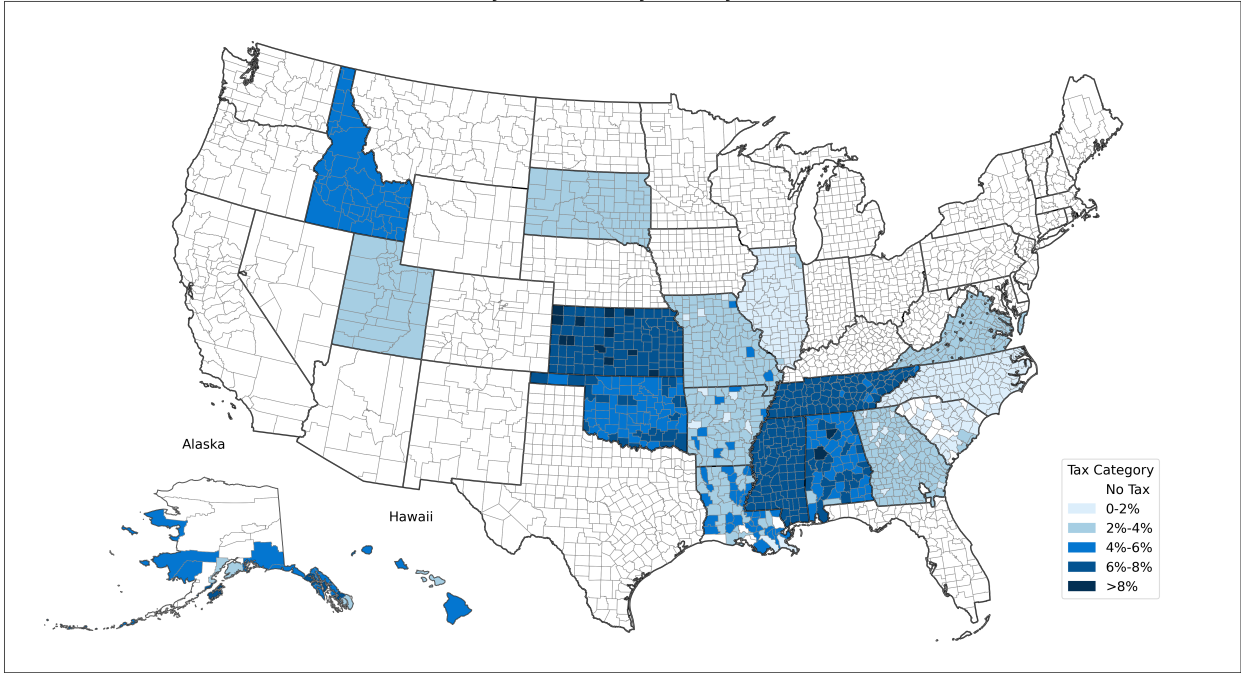 Alaska
Hawaii
Tax Category
No Tax
0-2%
2%-4%
4%-6%
6%-8%
>8%